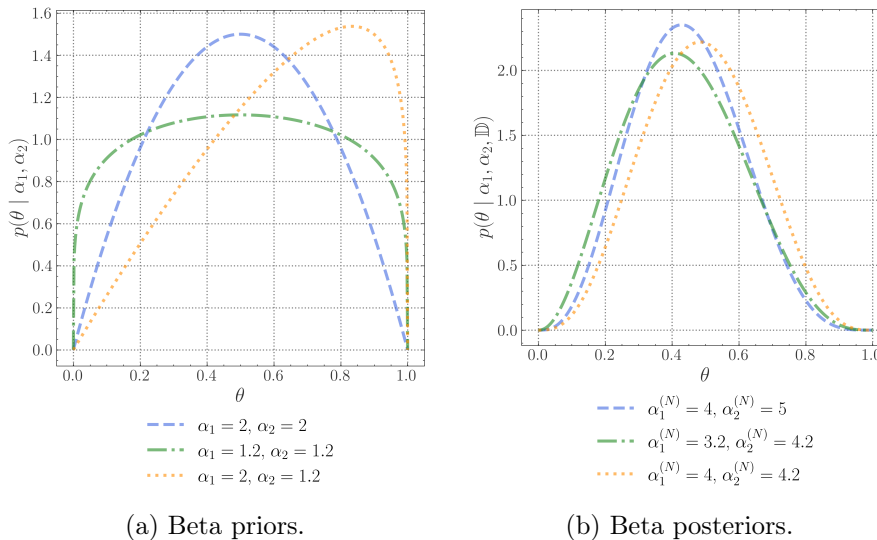 1.6
1.4
1.2
1.0
0.8
0.6
0.4
0.2
0.0
p(θ | α₁, α₂)
0.0 0.2 0.4 0.6 0.8 1.0
θ
α₁ = 2, α₂ = 2
α₁ = 1.2, α₂ = 1.2
α₁ = 2, α₂ = 1.2
(a) Beta priors.
2.0
1.5
1.0
0.5
0.0
p(θ | α₁, α₂, 𝔻)
0.0 0.2 0.4 0.6 0.8 1.0
θ
α₁⁽ᴺ⁾ = 4, α₂⁽ᴺ⁾ = 5
α₁⁽ᴺ⁾ = 3.2, α₂⁽ᴺ⁾ = 4.2
α₁⁽ᴺ⁾ = 4, α₂⁽ᴺ⁾ = 4.2
(b) Beta posteriors.